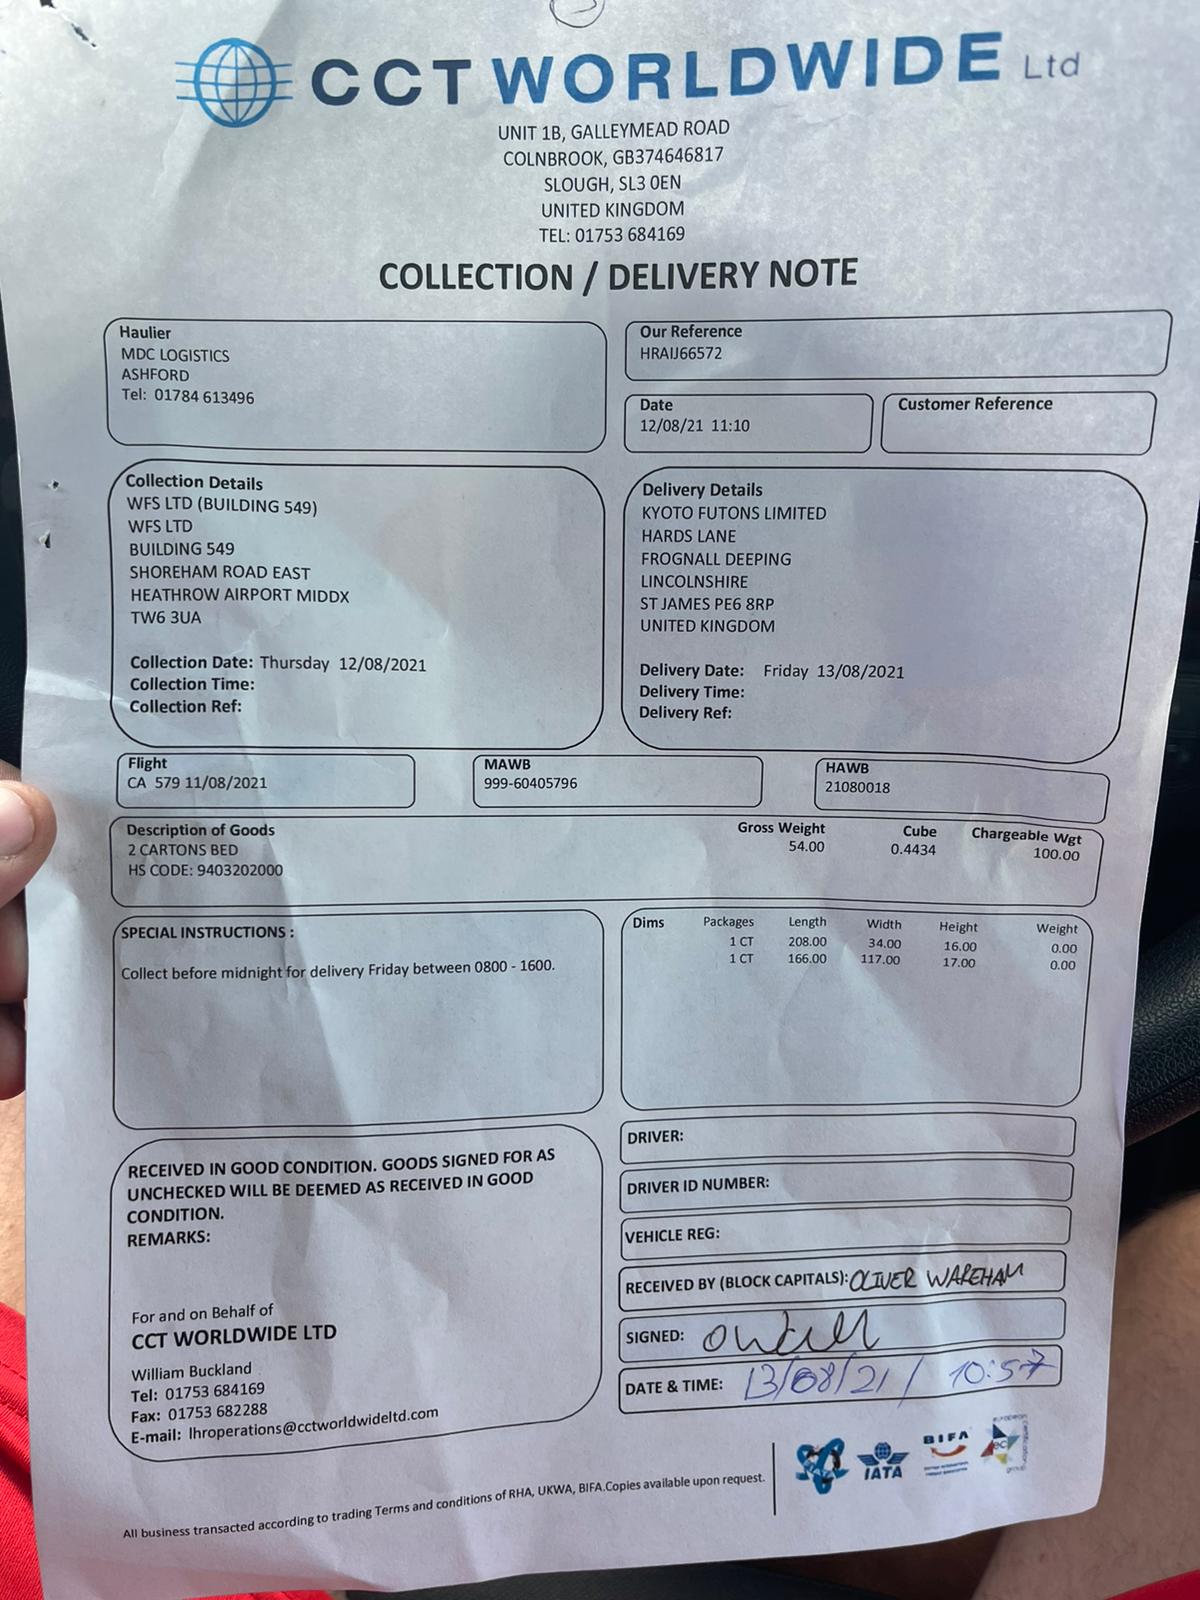 CCT WORLDWIDE Ltd
UNIT 1B, GALLEYMEAD ROAD
COLNBROOK, GB374646817
SLOUGH, SL3 0EN
UNITED KINGDOM
TEL: 01753 684169
COLLECTION / DELIVERY NOTE
Haulier
MDC LOGISTICS
ASHFORD
Tel: 01784 613496
Our Reference
HRAIJ66572
Date
12/08/21 11:10
Customer Reference
Collection Details
WFS LTD (BUILDING 549)
WFS LTD
BUILDING 549
SHOREHAM ROAD EAST
HEATHROW AIRPORT MIDDX
TW6 3UA
Collection Date: Thursday 12/08/2021
Collection Time:
Collection Ref:
Delivery Details
KYOTO FUTONS LIMITED
HARDS LANE
FROGNALL DEEPING
LINCOLNSHIRE
ST JAMES PE6 8RP
UNITED KINGDOM
Delivery Date: Friday 13/08/2021
Delivery Time:
Delivery Ref:
Flight
CA 579 11/08/2021
MAWB
999-60405796
HAWB
21080018
Description of Goods Gross Weight Cube Chargeable Wgt
2 CARTONS BED 54.00 0.4434 100.00
HS CODE: 9403202000
SPECIAL INSTRUCTIONS :
Collect before midnight for delivery Friday between 0800 - 1600.
Dims Packages Length Width Height Weight
1 CT 208.00 34.00 16.00 0.00
1 CT 166.00 117.00 17.00 0.00
RECEIVED IN GOOD CONDITION. GOODS SIGNED FOR AS
UNCHECKED WILL BE DEEMED AS RECEIVED IN GOOD
CONDITION.
REMARKS:
For and on Behalf of
CCT WORLDWIDE LTD
William Buckland
Tel: 01753 684169
Fax: 01753 682288
E-mail: lhroperations@cctworldwideltd.com
DRIVER:
DRIVER ID NUMBER:
VEHICLE REG:
RECEIVED BY (BLOCK CAPITALS): OLIVER WAREHAM
SIGNED:
DATE & TIME: 13/08/21 / 10:57
All business transacted according to trading Terms and conditions of RHA, UKWA, BIFA.Copies available upon request.
IATA
BIFA
ec